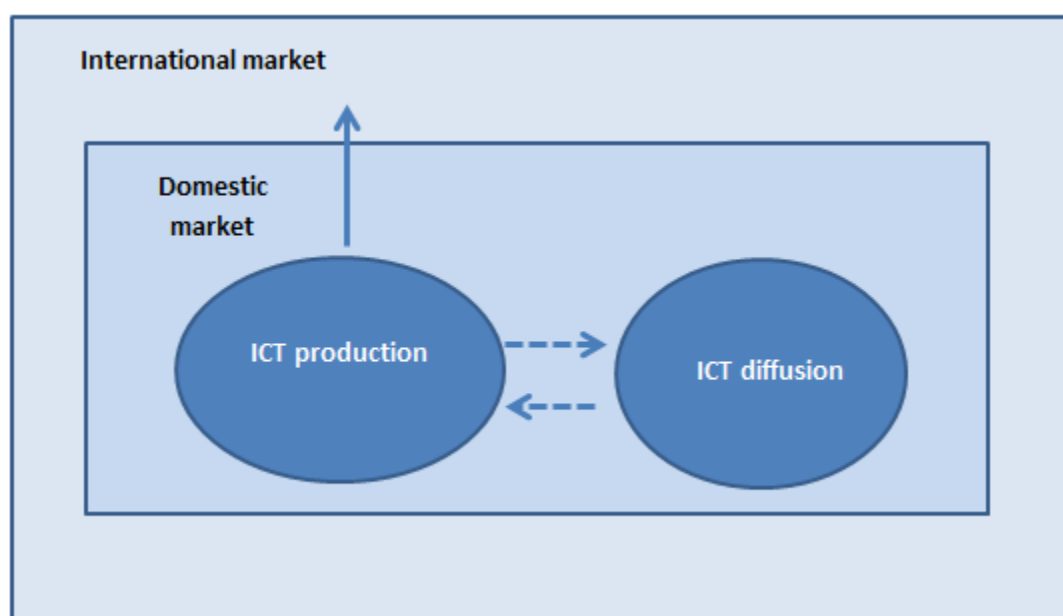 International market
Domestic
market
ICT production
ICT diffusion